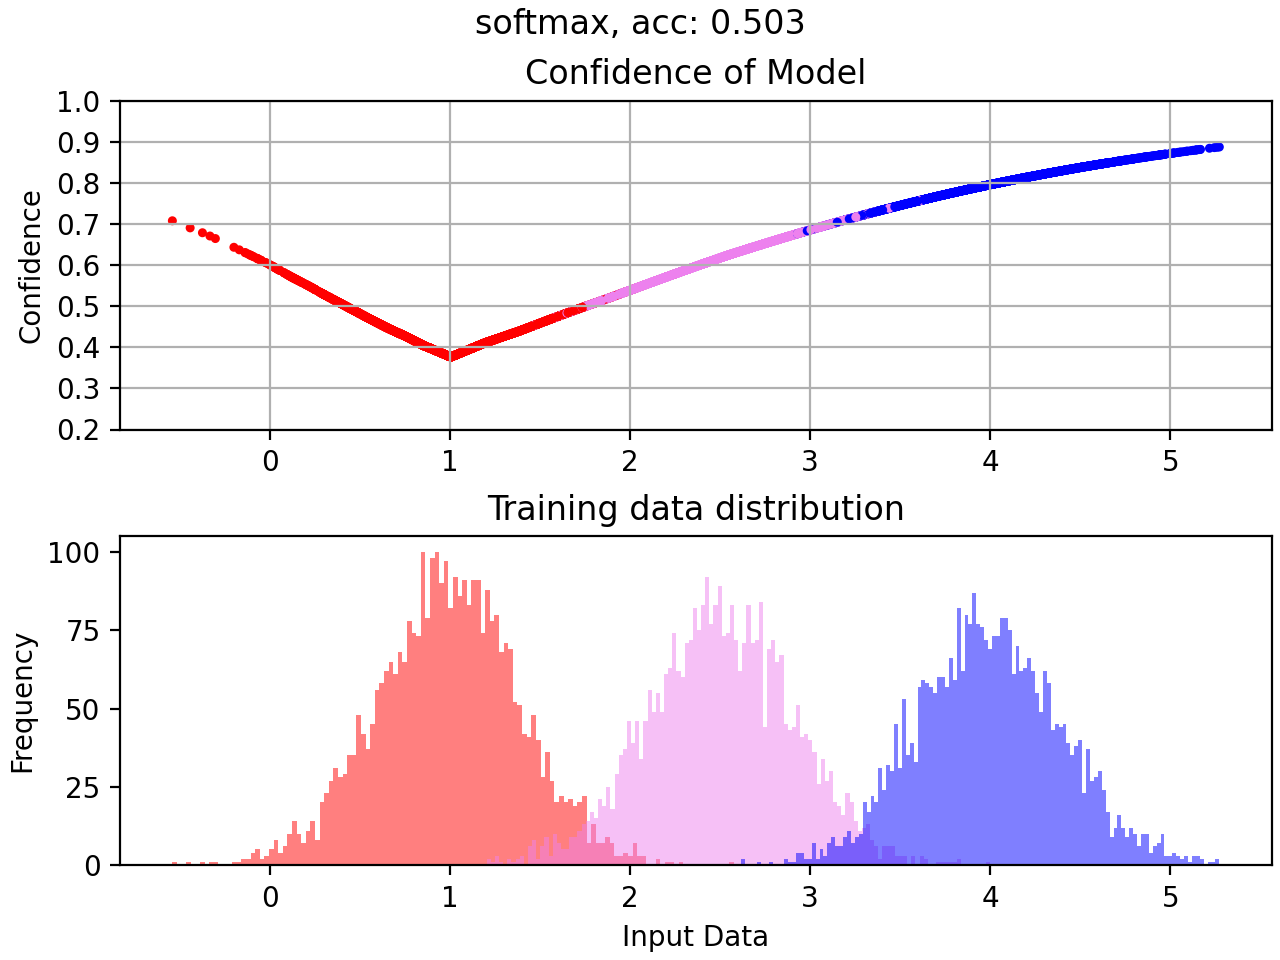 softmax, acc: 0.503
Confidence of Model
1.0
0.9
0.8
0.7
0.6
0.5
0.4
0.3
0.2
Confidence
0 1 2 3 4 5
Training data distribution
100
75
50
25
0
Frequency
0 1 2 3 4 5
Input Data